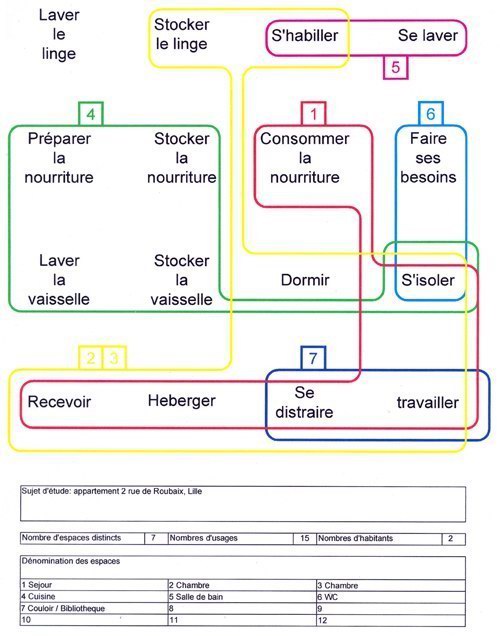 Laver
le
linge
Stocker
le linge
S'habiller
Se laver
5
4
1
6
Préparer
la
nourriture
Stocker
la
nourriture
Consommer
la
nourriture
Faire
ses
besoins
Laver
la
vaisselle
Stocker
la
vaisselle
Dormir
S'isoler
2 3
7
Recevoir
Heberger
Se
distraire
travailler
Sujet d'étude: appartement 2 rue de Roubaix, Lille
Nombre d'espaces distincts 7 Nombres d'usages 15 Nombres d'habitants 2
Dénomination des espaces
1 Sejour 2 Chambre 3 Chambre
4 Cuisine 5 Salle de bain 6 WC
7 Couloir / Bibliotheque 8 9
10 11 12